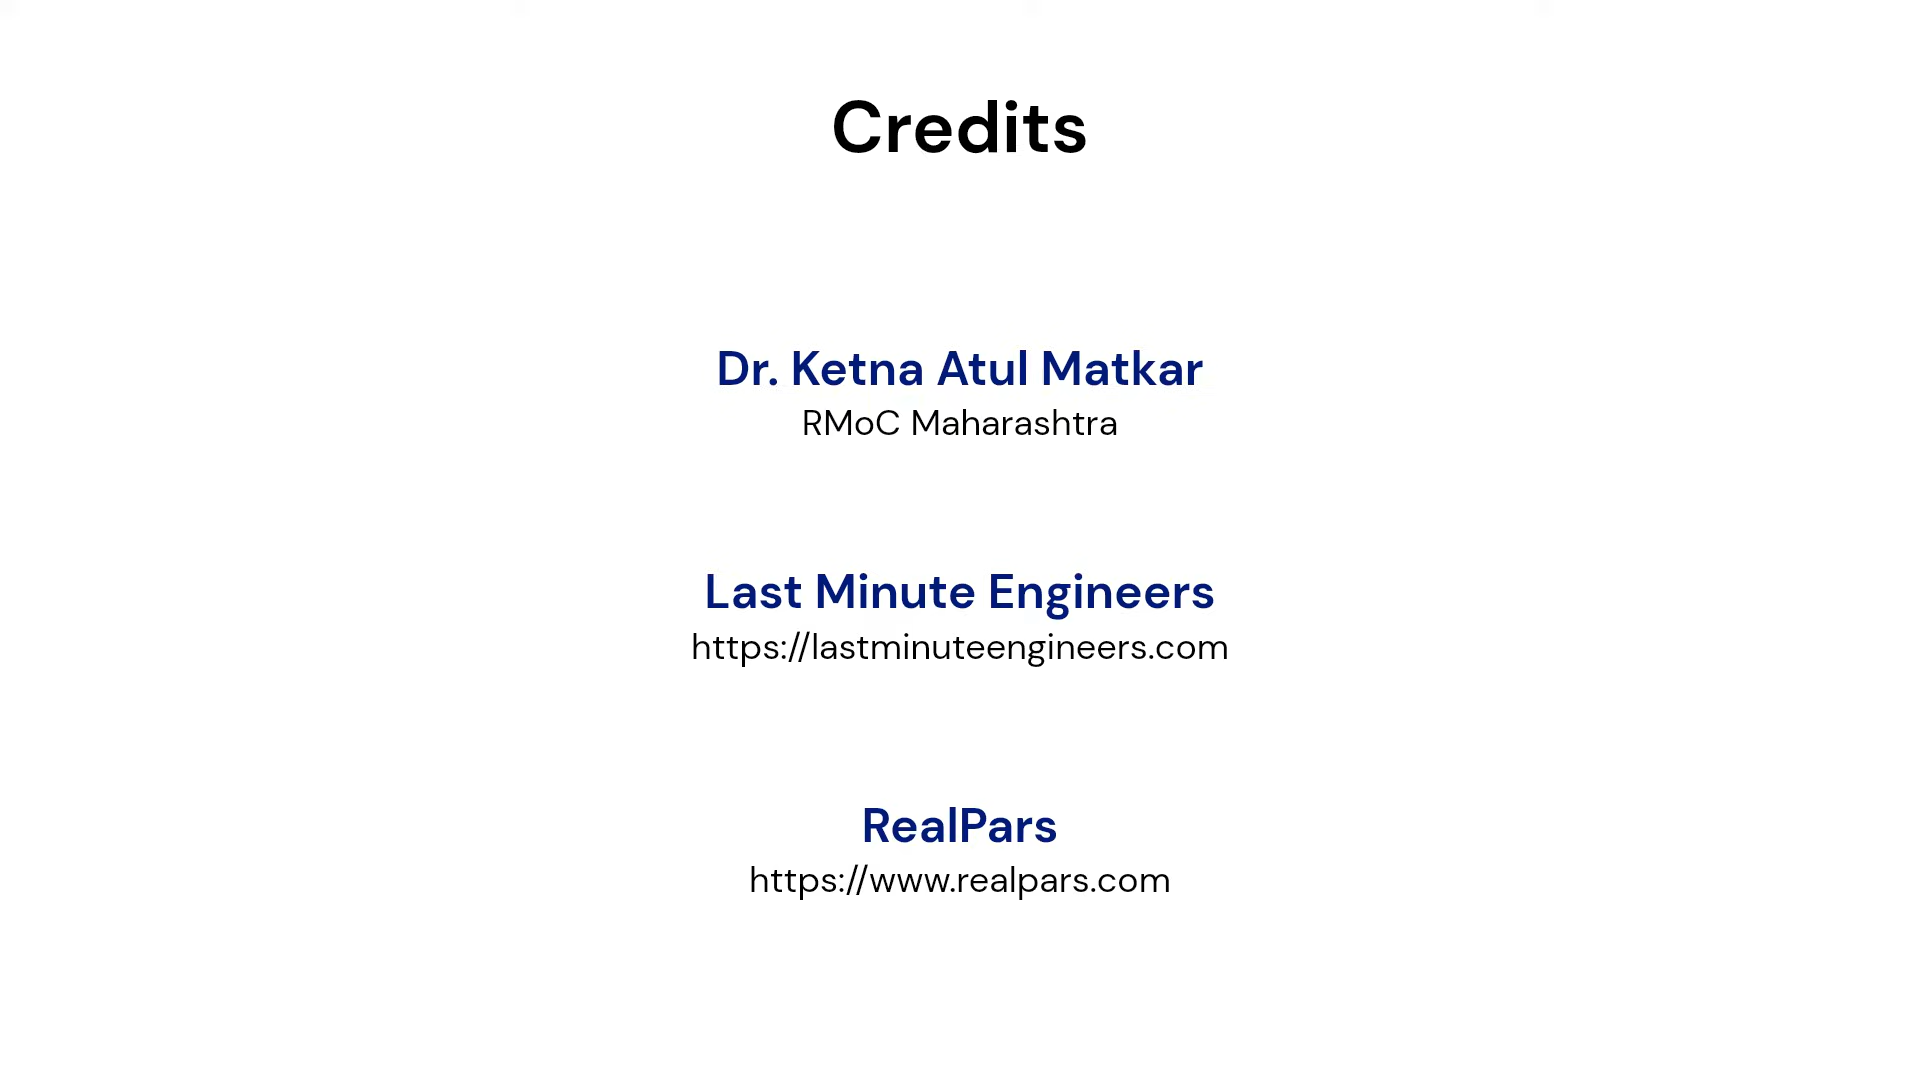 Credits
Dr. Ketna Atul Matkar
RMoC Maharashtra
Last Minute Engineers
https://lastminuteengineers.com
RealPars
https://www.realpars.com